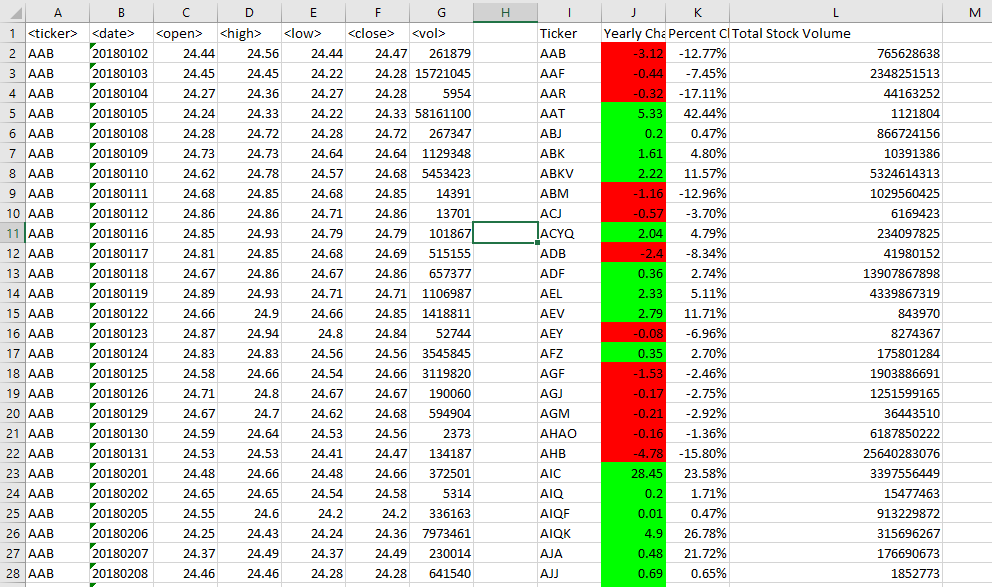 A B C D E F G H I J K L M
1 <ticker> <date> <open> <high> <low> <close> <vol> Ticker Yearly Cha Percent Cl Total Stock Volume
2 AAB 20180102 24.44 24.56 24.44 24.47 261879 AAB -3.12 -12.77% 765628638
3 AAB 20180103 24.45 24.45 24.22 24.28 15721045 AAF -0.44 -7.45% 2348251513
4 AAB 20180104 24.27 24.36 24.27 24.28 5954 AAR -0.32 -17.11% 44163252
5 AAB 20180105 24.24 24.33 24.22 24.33 58161100 AAT 5.33 42.44% 1121804
6 AAB 20180108 24.28 24.72 24.28 24.72 267347 ABJ 0.2 0.47% 866724156
7 AAB 20180109 24.73 24.73 24.64 24.64 1129348 ABK 1.61 4.80% 10391386
8 AAB 20180110 24.62 24.78 24.57 24.68 5453423 ABKV 2.22 11.57% 5324614313
9 AAB 20180111 24.68 24.85 24.68 24.85 14391 ABM -1.16 -12.96% 1029560425
10 AAB 20180112 24.86 24.86 24.71 24.86 13701 ACJ -0.57 -3.70% 6169423
11 AAB 20180116 24.85 24.93 24.79 24.79 101867 ACYQ 2.04 4.79% 234097825
12 AAB 20180117 24.81 24.85 24.68 24.69 515155 ADB -2.4 -8.34% 41980152
13 AAB 20180118 24.67 24.86 24.67 24.86 657377 ADF 0.36 2.74% 13907867898
14 AAB 20180119 24.89 24.93 24.71 24.71 1106987 AEL 2.33 5.11% 4339867319
15 AAB 20180122 24.66 24.9 24.66 24.85 1418811 AEV 2.79 11.71% 843970
16 AAB 20180123 24.87 24.94 24.8 24.84 52744 AEY -0.08 -6.96% 8274367
17 AAB 20180124 24.83 24.83 24.56 24.56 3545845 AFZ 0.35 2.70% 175801284
18 AAB 20180125 24.58 24.66 24.54 24.66 3119820 AGF -1.53 -2.46% 1903886691
19 AAB 20180126 24.71 24.8 24.67 24.67 190060 AGJ -0.17 -2.75% 1251599165
20 AAB 20180129 24.67 24.7 24.62 24.68 594904 AGM -0.21 -2.92% 36443510
21 AAB 20180130 24.59 24.64 24.53 24.56 2373 AHAO -0.16 -1.36% 6187850222
22 AAB 20180131 24.53 24.53 24.41 24.47 134187 AHB -4.78 -15.80% 25640283076
23 AAB 20180201 24.48 24.66 24.48 24.66 372501 AIC 28.45 23.58% 3397556449
24 AAB 20180202 24.65 24.65 24.54 24.58 5314 AIQ 0.2 1.71% 15477463
25 AAB 20180205 24.55 24.6 24.2 24.2 336163 AIQF 0.01 0.47% 913229872
26 AAB 20180206 24.25 24.43 24.24 24.36 7973461 AIQK 4.9 26.78% 315696267
27 AAB 20180207 24.37 24.49 24.37 24.49 230014 AJA 0.48 21.72% 176690673
28 AAB 20180208 24.46 24.46 24.28 24.28 641540 AJJ 0.69 0.65% 1852773